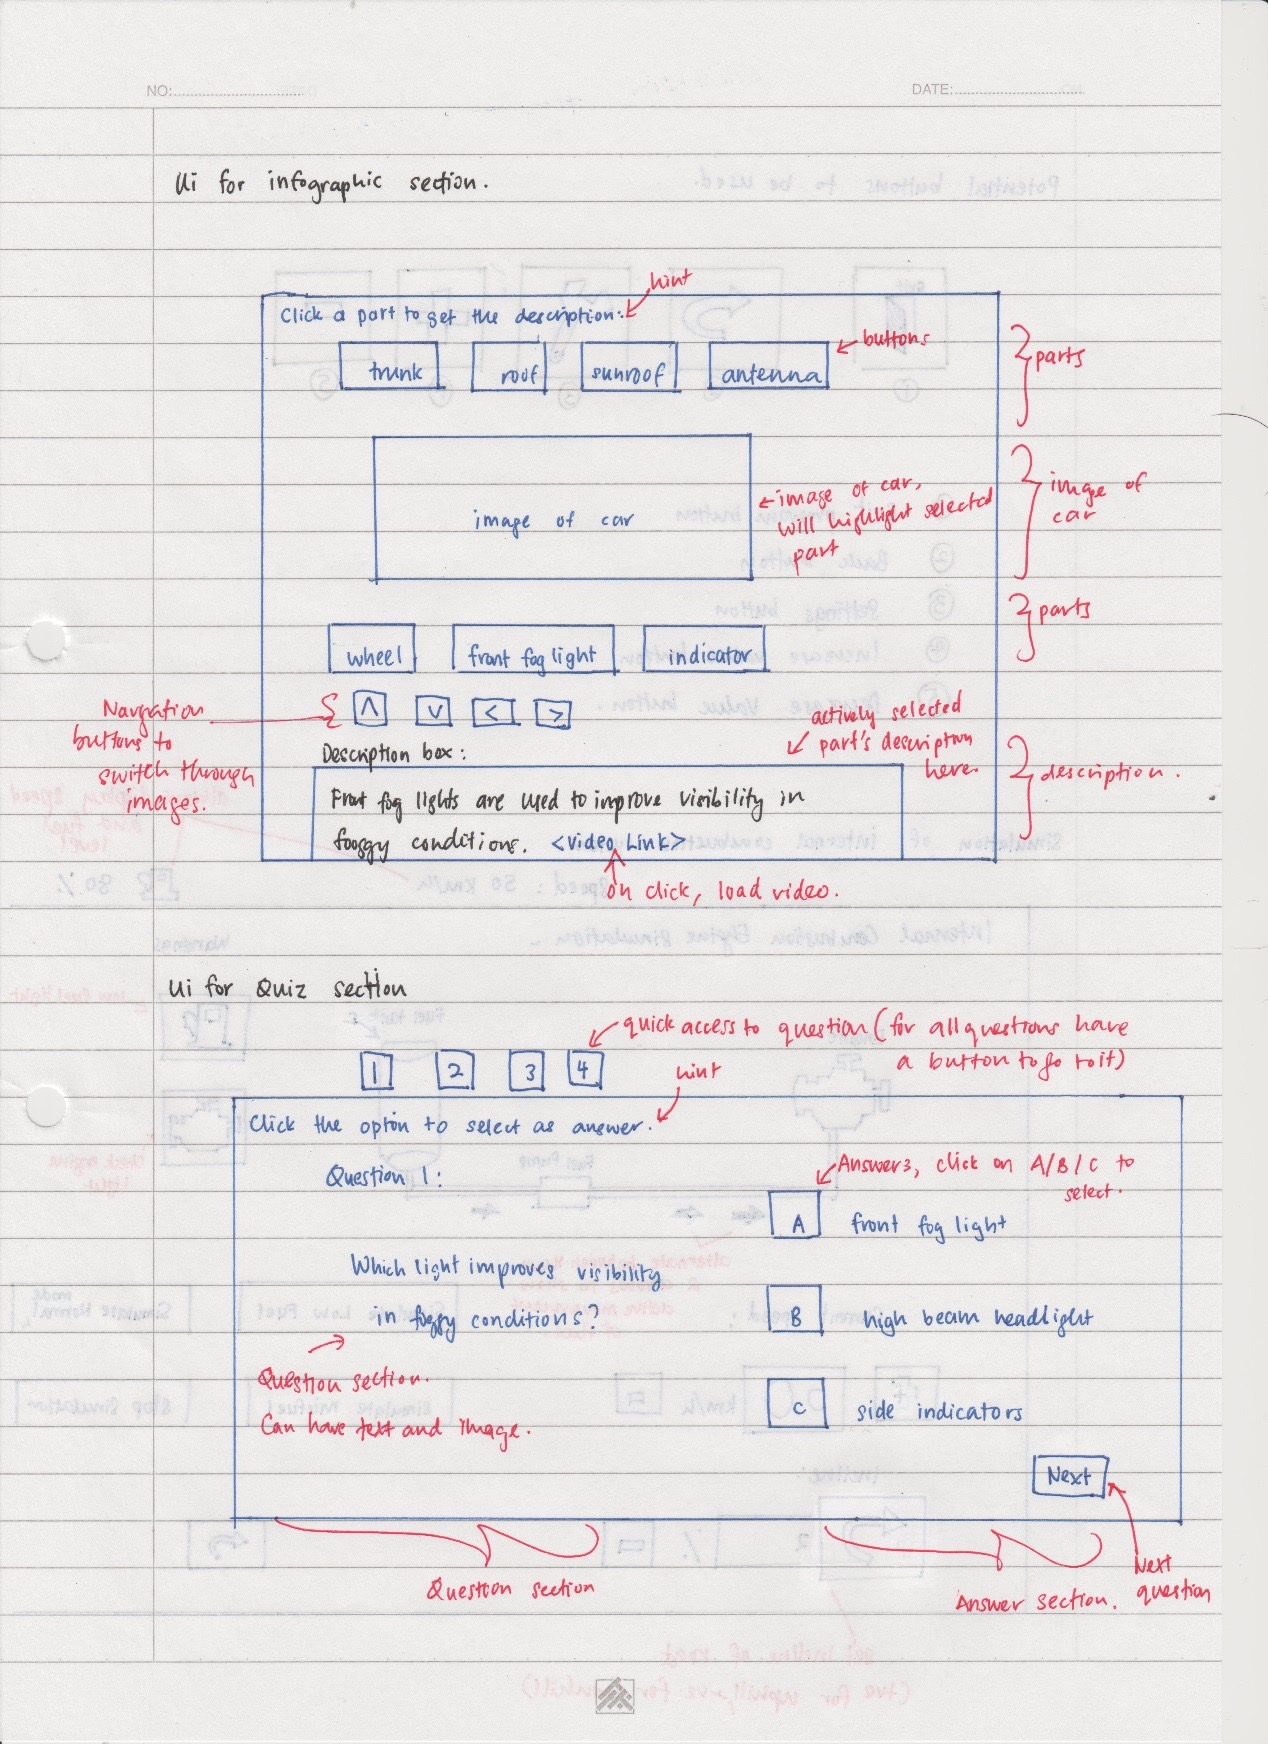 NO:
DATE:
Ui for infographic section.
hint
Click a part to get the description:
buttons
trunk
roof
sunroof
antenna
parts
image of car
image of car,
will highlight selected
part
image of
car
parts
wheel
front fog light
indicator
Navgation
buttons to
switch through
images.
^
v
<
>
actively selected
part's description
here.
Description box:
description.
Front fog lights are used to improve visibility in
fooggy conditions. <video Link>
on click, load video.
Ui for Quiz section
quick access to question (for all questions have
a button to go to it)
1
2
3
4
hint
Click the option to select as answer.
Question 1:
Answers, click on A/B/C to
select.
A
front fog light
Which light improves visibility
in foggy conditions?
B
high beam headlight
Question section.
Can have text and image.
C
side indicators
Next
Next
question
Question section
Answer section.